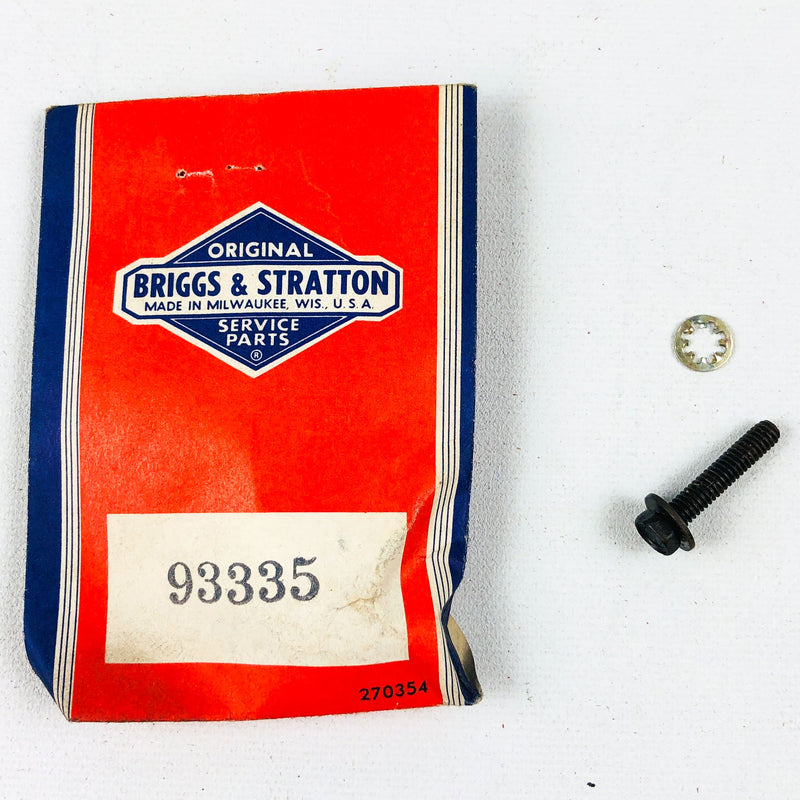 ORIGINAL
BRIGGS & STRATTON
MADE IN MILWAUKEE, WIS., U.S.A.
SERVICE
PARTS
®
93335
270354